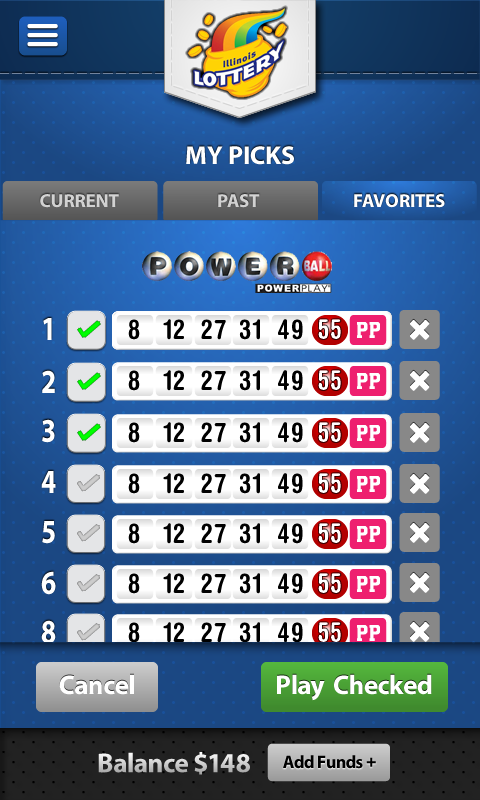 Illinois
LOTTERY
MY PICKS
CURRENT PAST FAVORITES
POWER BALL
POWERPLAY
1 8 12 27 31 49 55 PP
2 8 12 27 31 49 55 PP
3 8 12 27 31 49 55 PP
4 8 12 27 31 49 55 PP
5 8 12 27 31 49 55 PP
6 8 12 27 31 49 55 PP
8 8 12 27 31 49 55 PP
Cancel Play Checked
Balance $148 Add Funds +